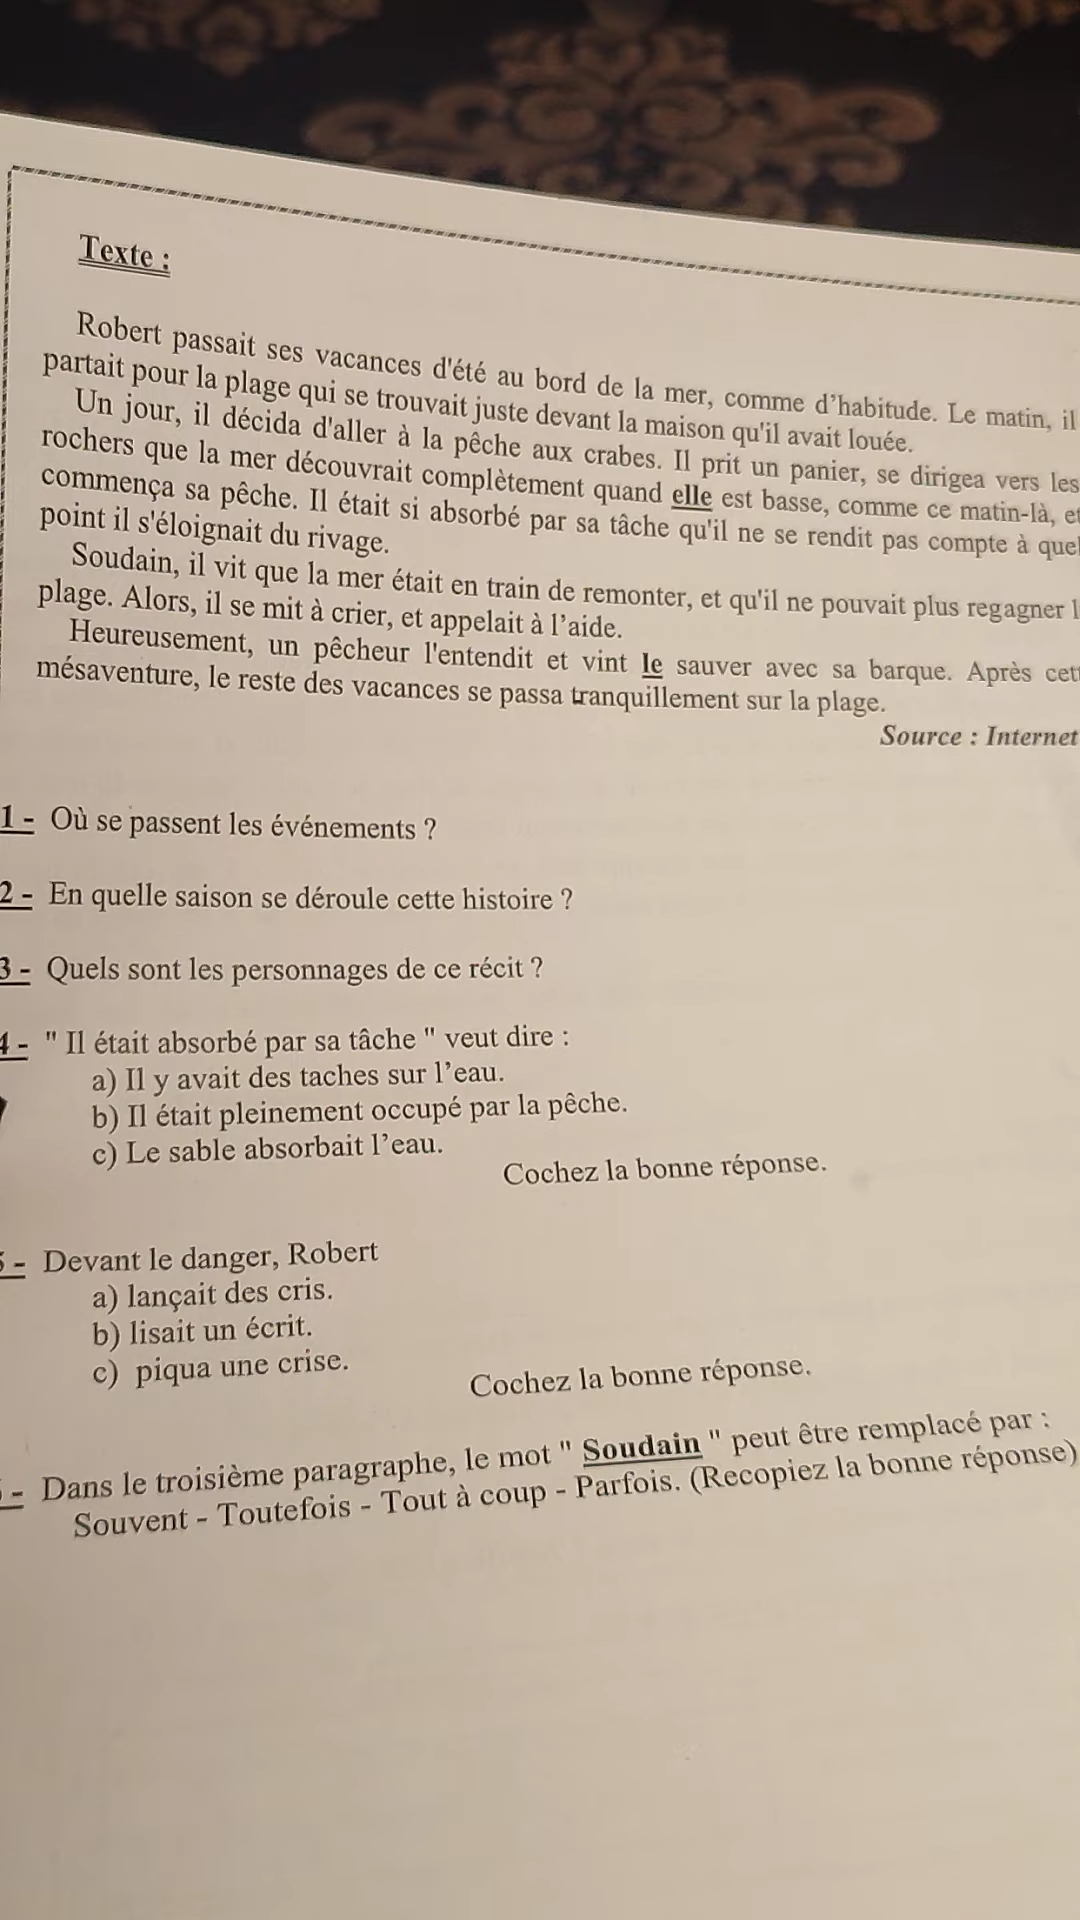 Texte :
Robert passait ses vacances d'été au bord de la mer, comme d’habitude. Le matin, il
partait pour la plage qui se trouvait juste devant la maison qu'il avait louée.
Un jour, il décida d'aller à la pêche aux crabes. Il prit un panier, se dirigea vers les
rochers que la mer découvrait complètement quand elle est basse, comme ce matin-là, et
commença sa pêche. Il était si absorbé par sa tâche qu'il ne se rendit pas compte à quel
point il s'éloignait du rivage.
Soudain, il vit que la mer était en train de remonter, et qu'il ne pouvait plus regagner
plage. Alors, il se mit à crier, et appelait à l’aide.
Heureusement, un pêcheur l'entendit et vint le sauver avec sa barque. Après
mésaventure, le reste des vacances se passa tranquillement sur la plage.
Source : Internet
1 - Où se passent les événements ?
2 - En quelle saison se déroule cette histoire ?
3 - Quels sont les personnages de ce récit ?
4 - " Il était absorbé par sa tâche " veut dire :
a) Il y avait des taches sur l’eau.
b) Il était pleinement occupé par la pêche.
c) Le sable absorbait l’eau.
Cochez la bonne réponse.
5 - Devant le danger, Robert
a) lançait des cris.
b) lisait un écrit.
c) piqua une crise.
Cochez la bonne réponse.
- Dans le troisième paragraphe, le mot " Soudain " peut être remplacé par :
Souvent - Toutefois - Tout à coup - Parfois. (Recopiez la bonne réponse)